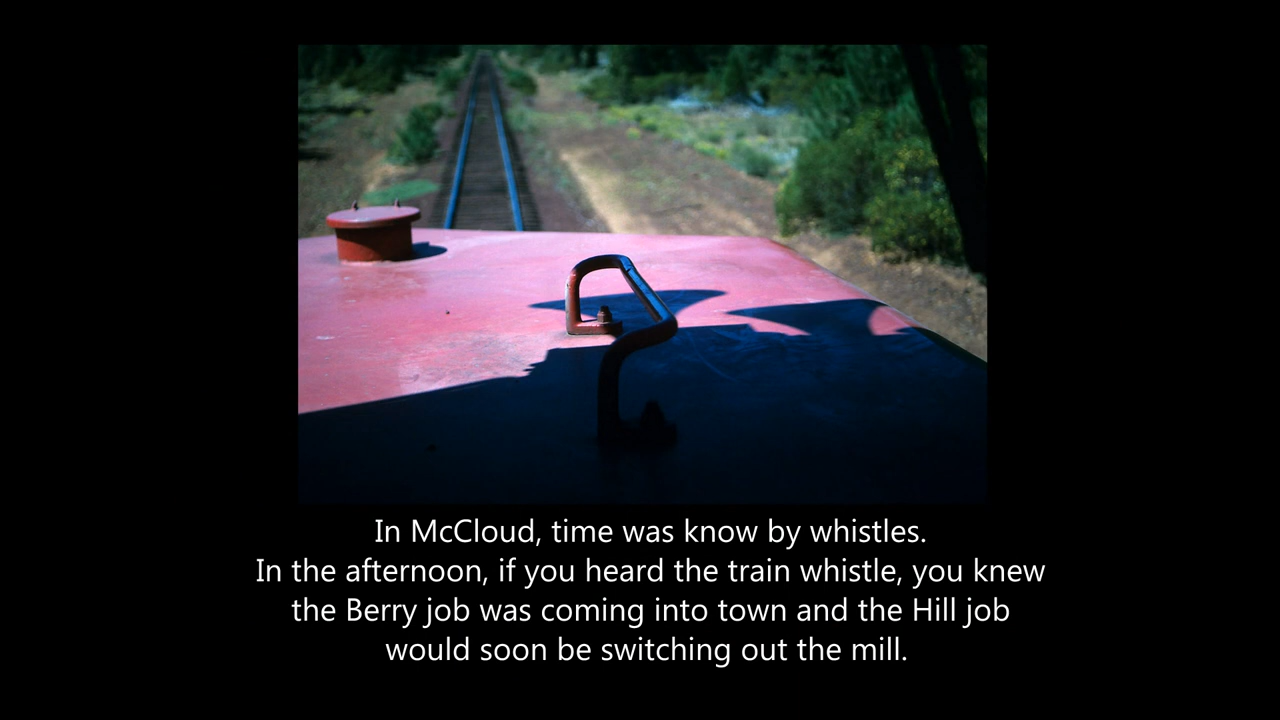 In McCloud, time was know by whistles.
In the afternoon, if you heard the train whistle, you knew
the Berry job was coming into town and the Hill job
would soon be switching out the mill.